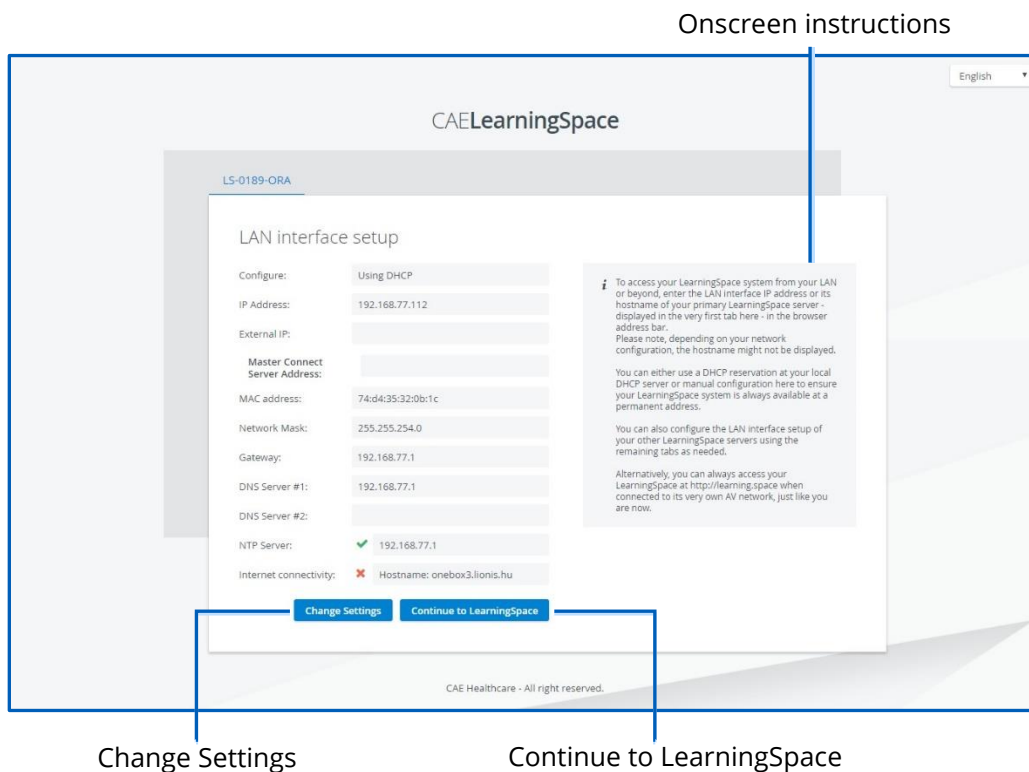 Onscreen instructions
English
CAELearningSpace
LS-0189-ORA
LAN interface setup
Configure: Using DHCP
IP Address: 192.168.77.112
External IP:
Master Connect
Server Address:
MAC address: 74:d4:35:32:0b:1c
Network Mask: 255.255.254.0
Gateway: 192.168.77.1
DNS Server #1: 192.168.77.1
DNS Server #2:
NTP Server: 192.168.77.1
Internet connectivity: Hostname: onebox3.lionis.hu
i To access your LearningSpace system from your LAN
or beyond, enter the LAN interface IP address or its
hostname of your primary LearningSpace server -
displayed in the very first tab here - in the browser
address bar.
Please note, depending on your network
configuration, the hostname might not be displayed.
You can either use a DHCP reservation at your local
DHCP server or manual configuration here to ensure
your LearningSpace system is always available at a
permanent address.
You can also configure the LAN interface setup of
your other LearningSpace servers using the
remaining tabs as needed.
Alternatively, you can always access your
LearningSpace at http://learning.space when
connected to its very own AV network, just like you
are now.
Change Settings Continue to LearningSpace
CAE Healthcare - All right reserved.
Change Settings Continue to LearningSpace